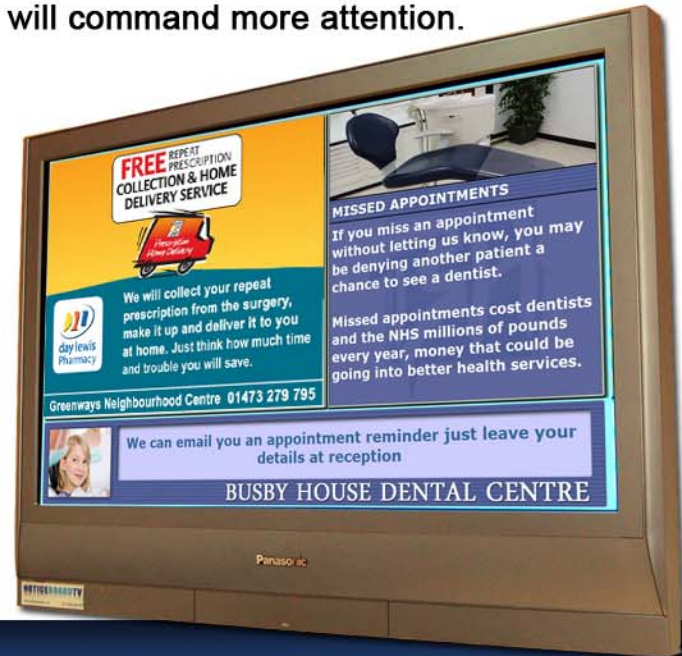 will command more attention.
FREE REPEAT
PRESCRIPTION
COLLECTION & HOME
DELIVERY SERVICE
Prescription
Home Delivery
day lewis
Pharmacy
We will collect your repeat
prescription from the surgery,
make it up and deliver it to you
at home. Just think how much time
and trouble you will save.
Greenways Neighbourhood Centre 01473 279 795
MISSED APPOINTMENTS
If you miss an appointment
without letting us know, you may
be denying another patient a
chance to see a dentist.
Missed appointments cost dentists
and the NHS millions of pounds
every year, money that could be
going into better health services.
We can email you an appointment reminder just leave your
details at reception
BUSBY HOUSE DENTAL CENTRE
Panasonic
NOTICEBOARDTV